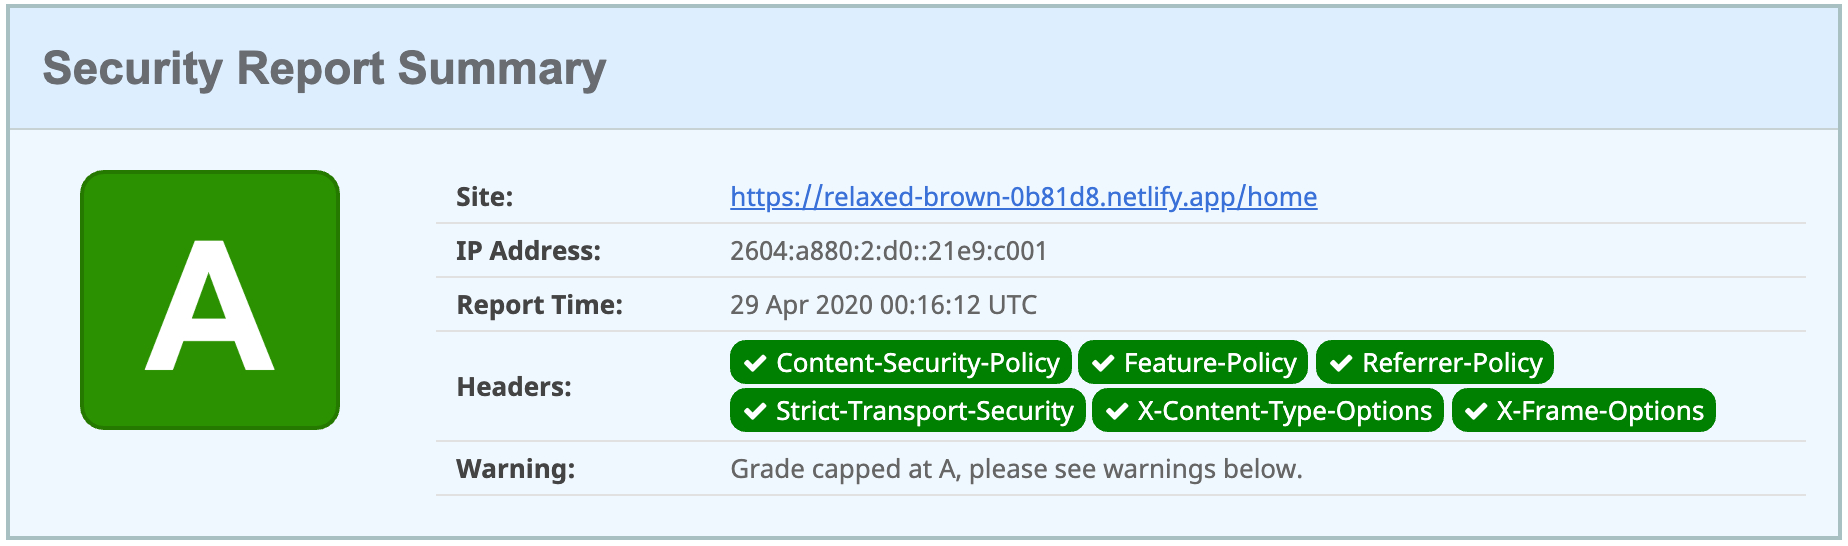 Security Report Summary
A
Site: https://relaxed-brown-0b81d8.netlify.app/home
IP Address: 2604:a880:2:d0::21e9:c001
Report Time: 29 Apr 2020 00:16:12 UTC
Headers: Content-Security-Policy Feature-Policy Referrer-Policy
Strict-Transport-Security X-Content-Type-Options X-Frame-Options
Warning: Grade capped at A, please see warnings below.